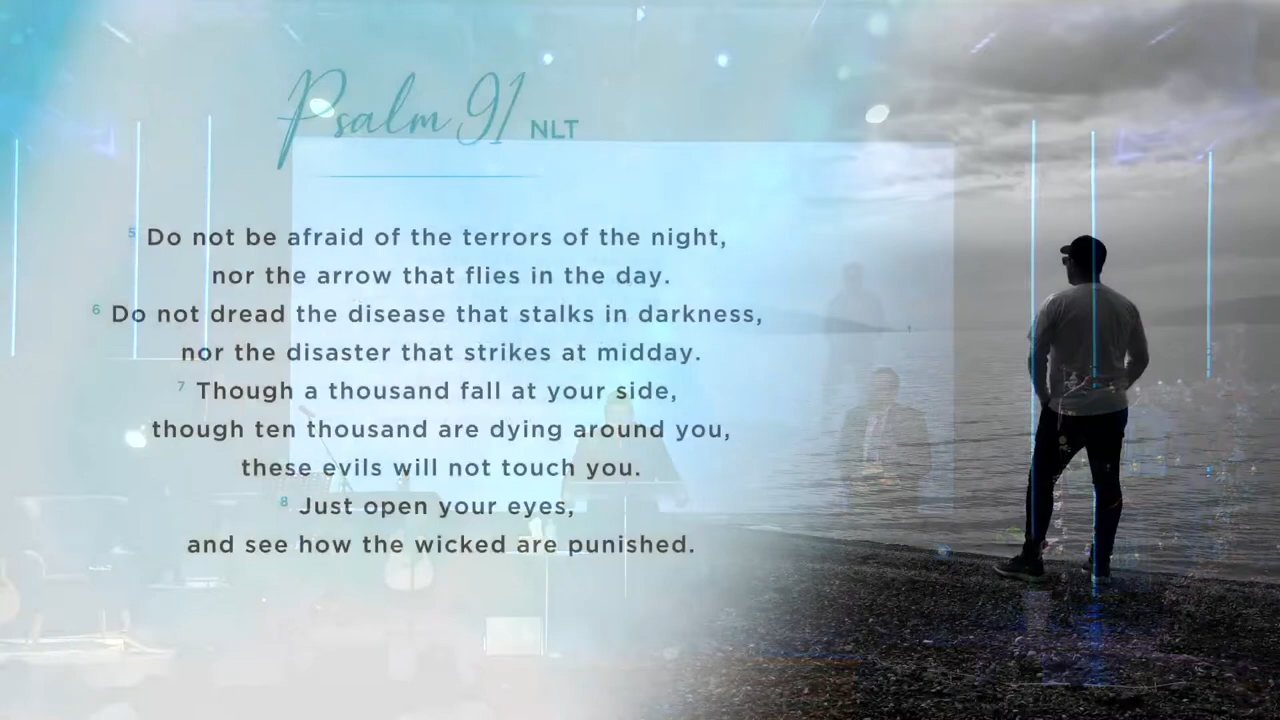 Psalm 91 NLT
5 Do not be afraid of the terrors of the night,
nor the arrow that flies in the day.
6 Do not dread the disease that stalks in darkness,
nor the disaster that strikes at midday.
7 Though a thousand fall at your side,
though ten thousand are dying around you,
these evils will not touch you.
8 Just open your eyes,
and see how the wicked are punished.